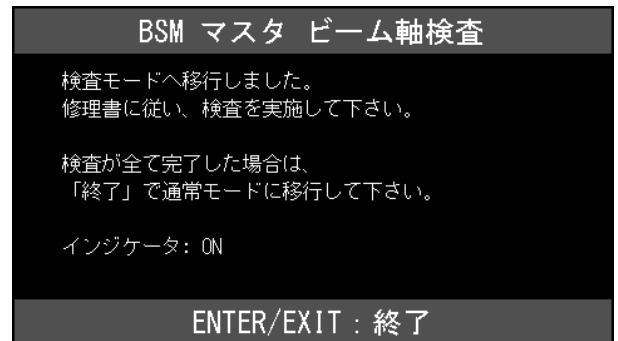 BSM マスタ ビーム軸検査
検査モードへ移行しました。
修理書に従い、検査を実施して下さい。
検査が全て完了した場合は、
「終了」で通常モードに移行して下さい。
インジケータ: ON
ENTER/EXIT：終了